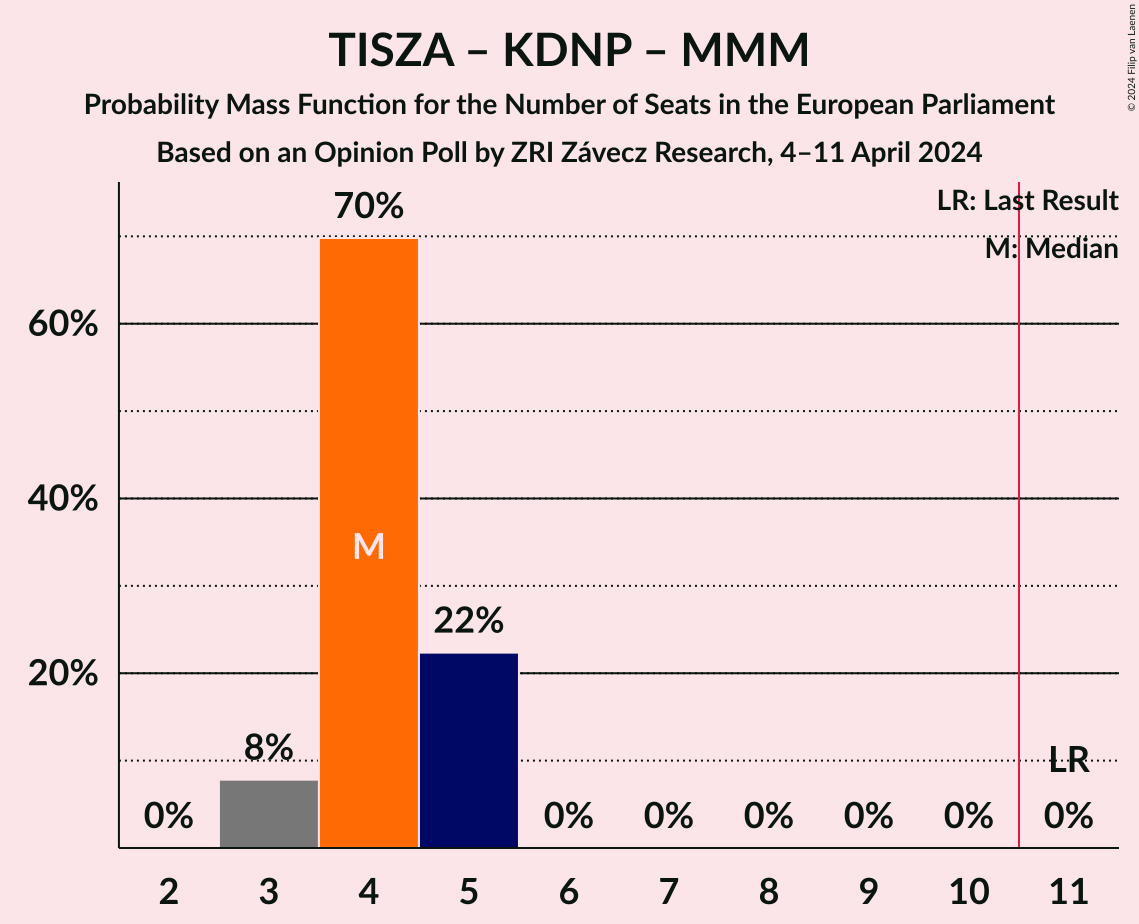 TISZA – KDNP – MMM
Probability Mass Function for the Number of Seats in the European Parliament
Based on an Opinion Poll by ZRI Závecz Research, 4–11 April 2024
© 2024 Filip van Laenen
LR: Last Result
M: Median
70%
60%
40%
M
22%
20%
8%
LR
0%
0%
0%
0%
0%
0%
0%
2
3
4
5
6
7
8
9
10
11